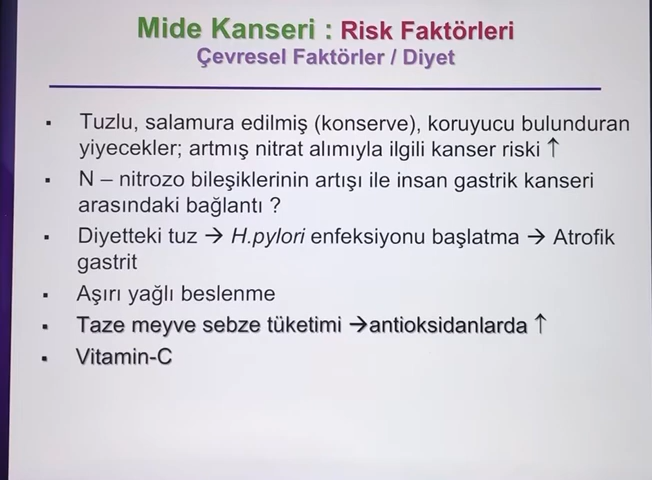 Mide Kanseri : Risk Faktörleri
Çevresel Faktörler / Diyet
▪ Tuzlu, salamura edilmiş (konserve), koruyucu bulunduran
yiyecekler; artmış nitrat alımıyla ilgili kanser riski ↑
▪ N – nitrozo bileşiklerinin artışı ile insan gastrik kanseri
arasındaki bağlantı ?
▪ Diyetteki tuz → H.pylori enfeksiyonu başlatma → Atrofik
gastrit
▪ Aşırı yağlı beslenme
▪ Taze meyve sebze tüketimi →antioksidanlarda ↑
▪ Vitamin-C